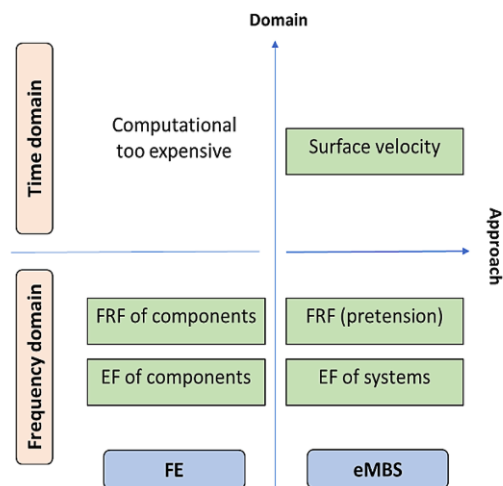 Domain
Time domain
Computational
too expensive
Surface velocity
Approach
Frequency domain
FRF of components
FRF (pretension)
EF of components
EF of systems
FE
eMBS